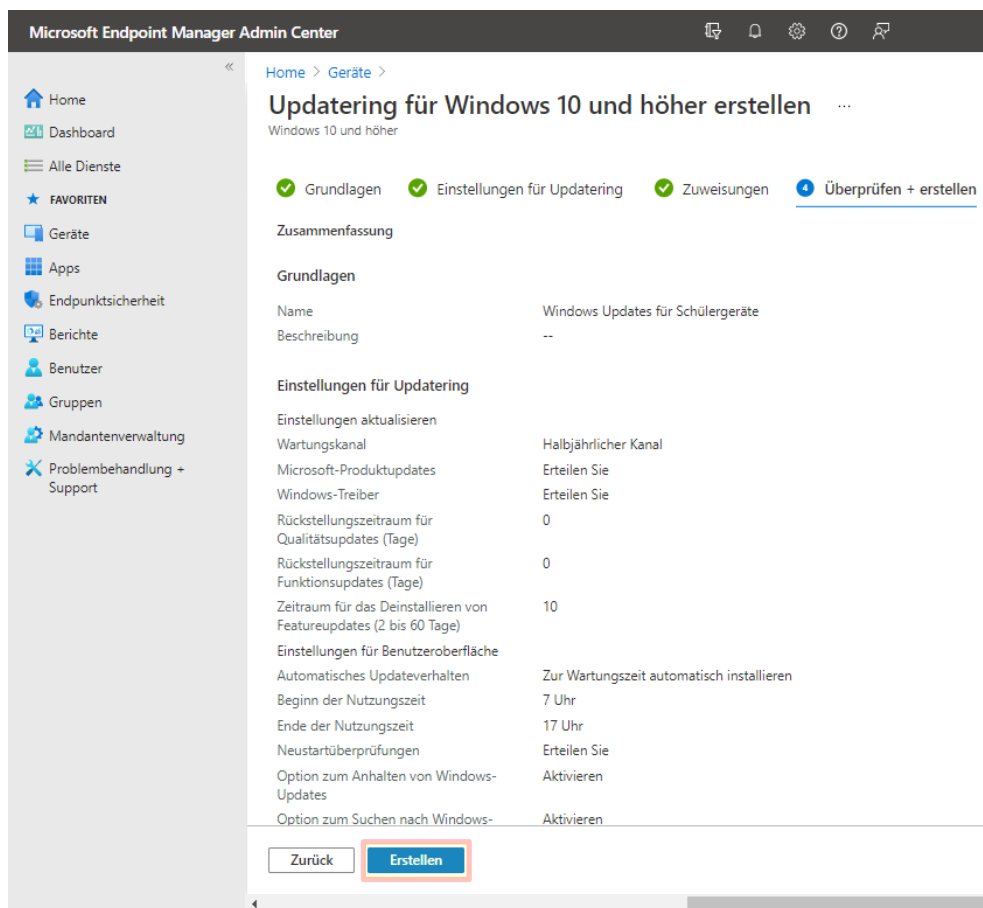 Microsoft Endpoint Manager Admin Center
«
Home
Dashboard
Alle Dienste
FAVORITEN
Geräte
Apps
Endpunktsicherheit
Berichte
Benutzer
Gruppen
Mandantenverwaltung
Problembehandlung +
Support
Home > Geräte >
Updatering für Windows 10 und höher erstellen ...
Windows 10 und höher
Grundlagen Einstellungen für Updatering Zuweisungen 4 Überprüfen + erstellen
Zusammenfassung
Grundlagen
Name Windows Updates für Schülergeräte
Beschreibung --
Einstellungen für Updatering
Einstellungen aktualisieren
Wartungskanal Halbjährlicher Kanal
Microsoft-Produktupdates Erteilen Sie
Windows-Treiber Erteilen Sie
Rückstellungszeitraum für 0
Qualitätsupdates (Tage)
Rückstellungszeitraum für 0
Funktionsupdates (Tage)
Zeitraum für das Deinstallieren von 10
Featureupdates (2 bis 60 Tage)
Einstellungen für Benutzeroberfläche
Automatisches Updateverhalten Zur Wartungszeit automatisch installieren
Beginn der Nutzungszeit 7 Uhr
Ende der Nutzungszeit 17 Uhr
Neustartüberprüfungen Erteilen Sie
Option zum Anhalten von Windows- Aktivieren
Updates
Option zum Suchen nach Windows- Aktivieren
Zurück Erstellen